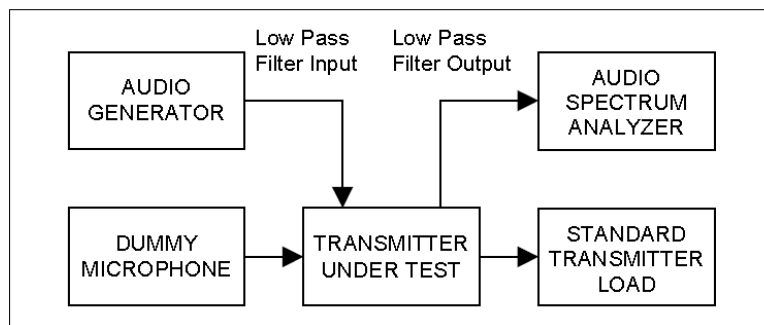 Low Pass
Filter Input
Low Pass
Filter Output
AUDIO
GENERATOR
AUDIO
SPECTRUM
ANALYZER
DUMMY
MICROPHONE
TRANSMITTER
UNDER TEST
STANDARD
TRANSMITTER
LOAD